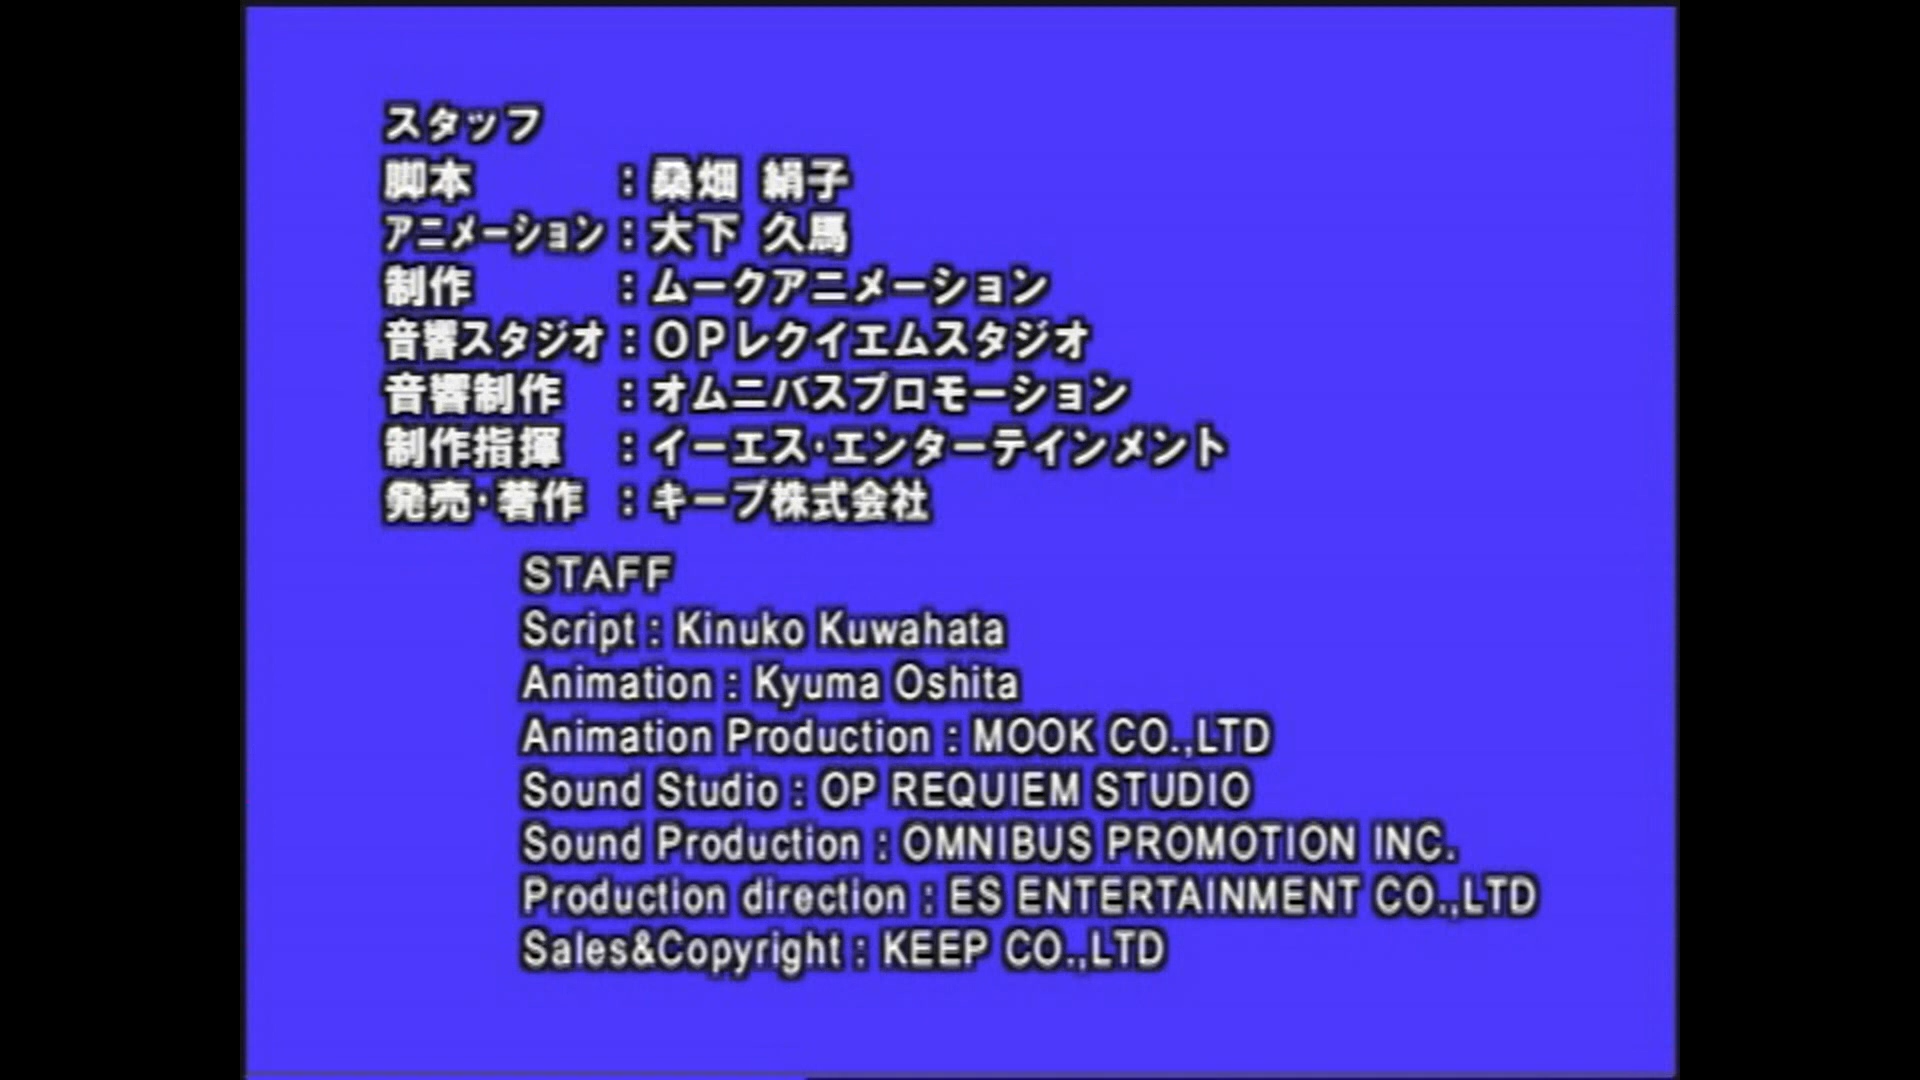 スタッフ
脚本 : 桑畑 絹子
アニメーション : 大下 久馬
制作 : ムークアニメーション
音響スタジオ : OPレクイエムスタジオ
音響制作 : オムニバスプロモーション
制作指揮 : イーエス・エンターテインメント
発売・著作 : キープ株式会社
STAFF
Script : Kinuko Kuwahata
Animation : Kyuma Oshita
Animation Production : MOOK CO.,LTD
Sound Studio : OP REQUIEM STUDIO
Sound Production : OMNIBUS PROMOTION INC.
Production direction : ES ENTERTAINMENT CO.,LTD
Sales&Copyright : KEEP CO.,LTD